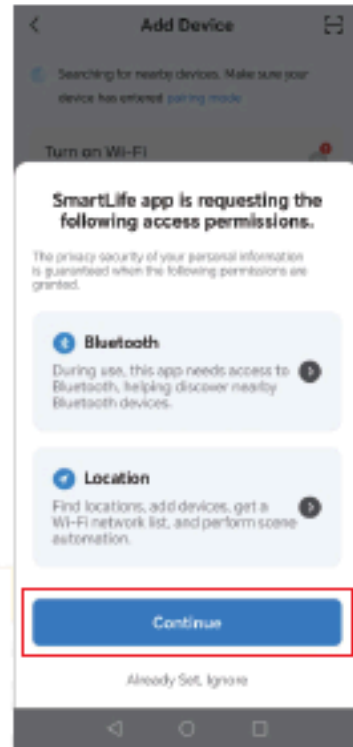 Add Device
Searching for nearby devices. Make sure your
device has entered pairing mode
Turn on Wi-Fi
SmartLife app is requesting the
following access permissions.
The privacy security of your personal information
is guaranteed when the following permissions are
granted.
Bluetooth
During use, this app needs access to
Bluetooth, helping discover nearby
Bluetooth devices.
Location
Find locations, add devices, get a
Wi-Fi network list, and perform scene
automation.
Continue
Already Set, Ignore